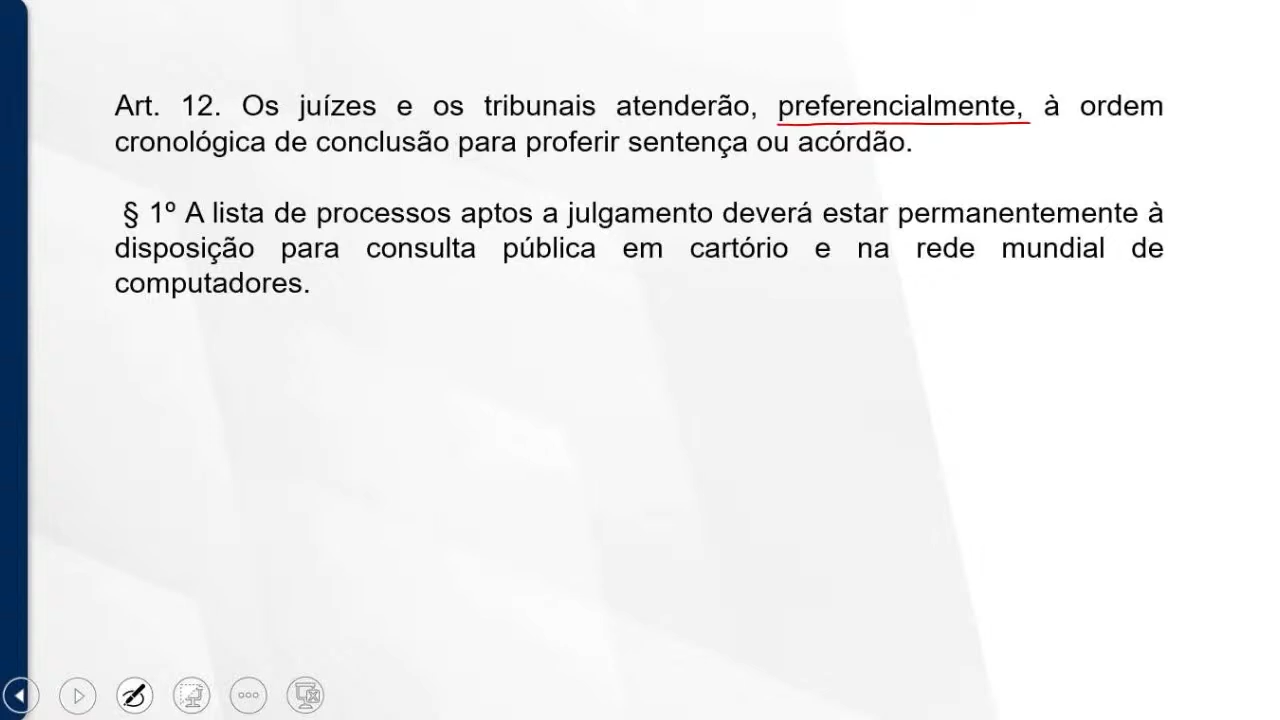 Art. 12. Os juízes e os tribunais atenderão, preferencialmente, à ordem
cronológica de conclusão para proferir sentença ou acórdão.
§ 1º A lista de processos aptos a julgamento deverá estar permanentemente à
disposição para consulta pública em cartório e na rede mundial de
computadores.